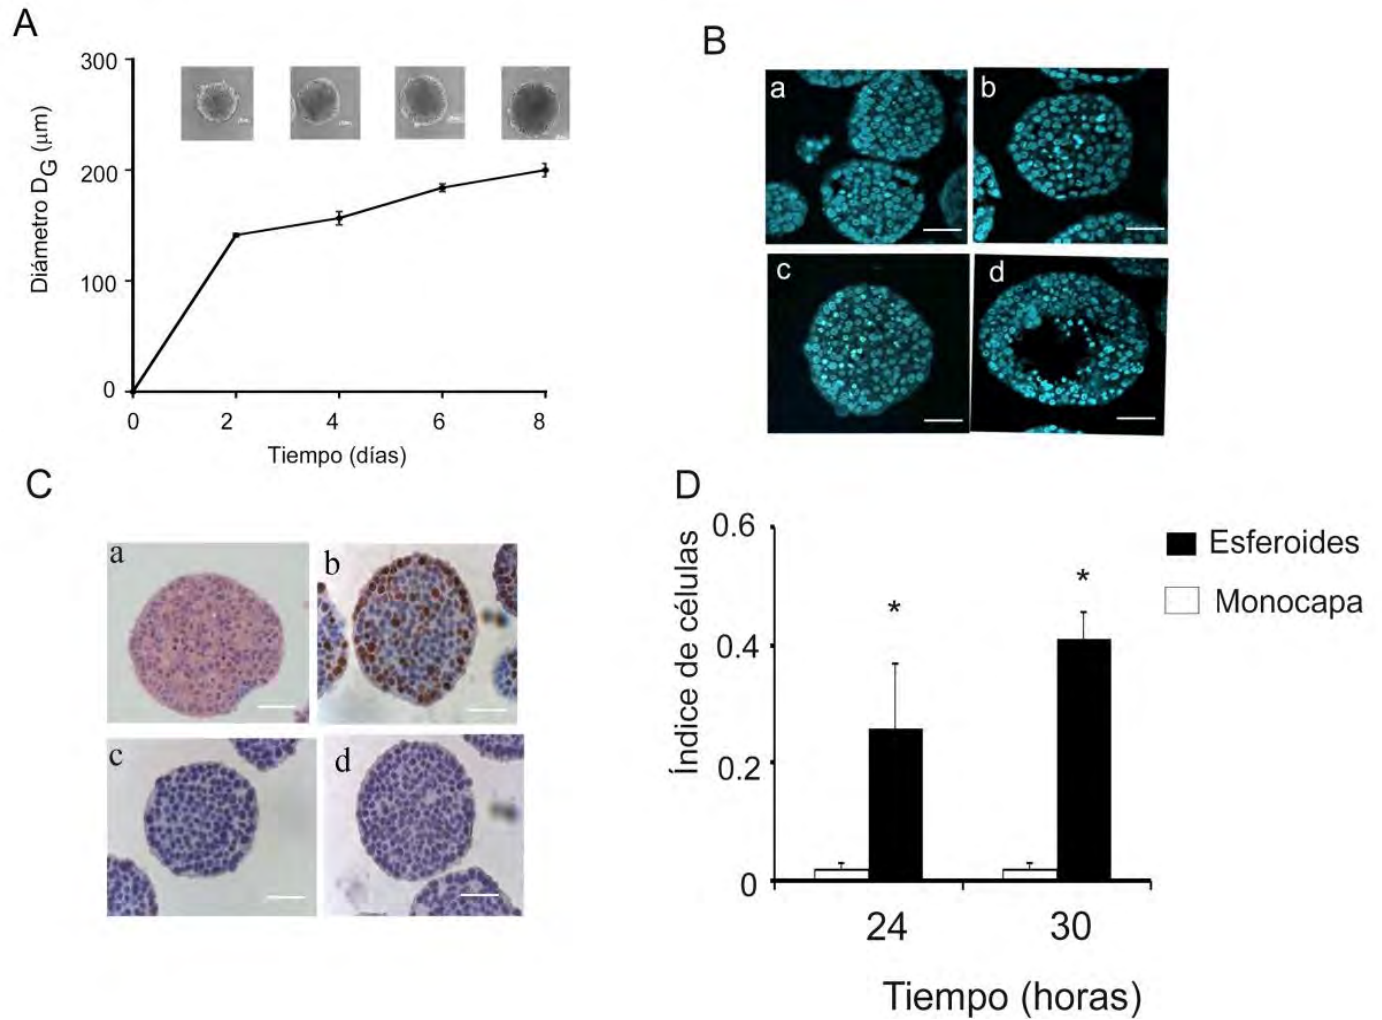 A
300
200
100
0
Diámetro D_G (µm)
0 2 4 6 8
Tiempo (días)
B
a
b
c
d
C
a
b
c
d
D
0.6
0.4
0.2
0
Índice de células
*
*
24 30
Tiempo (horas)
Esferoides
Monocapa